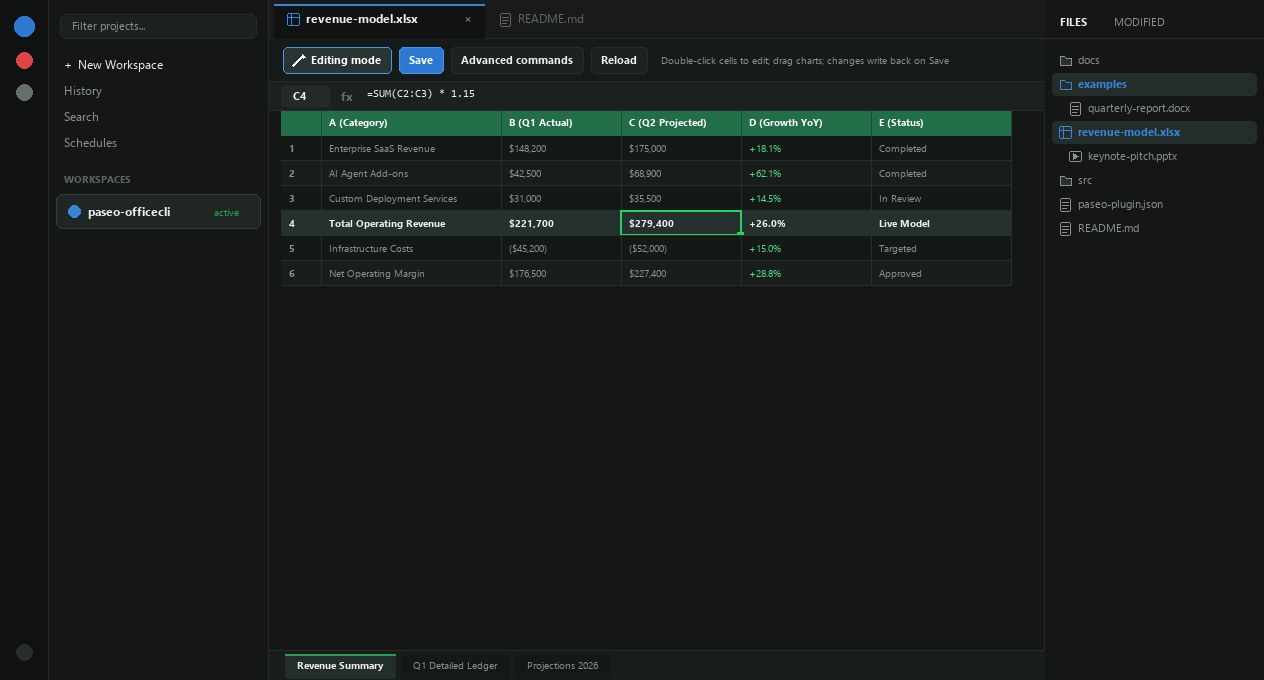 Filter projects...
+ New Workspace
History
Search
Schedules
WORKSPACES
paseo-officecli active
revenue-model.xlsx ×
README.md
Editing mode
Save
Advanced commands
Reload
Double-click cells to edit; drag charts; changes write back on Save
C4 fx =SUM(C2:C3) * 1.15
A (Category) B (Q1 Actual) C (Q2 Projected) D (Growth YoY) E (Status)
1 Enterprise SaaS Revenue $148,200 $175,000 +18.1% Completed
2 AI Agent Add-ons $42,500 $68,900 +62.1% Completed
3 Custom Deployment Services $31,000 $35,500 +14.5% In Review
4 Total Operating Revenue $221,700 $279,400 +26.0% Live Model
5 Infrastructure Costs ($45,200) ($52,000) +15.0% Targeted
6 Net Operating Margin $176,500 $227,400 +28.8% Approved
Revenue Summary
Q1 Detailed Ledger
Projections 2026
FILES MODIFIED
docs
examples
quarterly-report.docx
revenue-model.xlsx
keynote-pitch.pptx
src
paseo-plugin.json
README.md